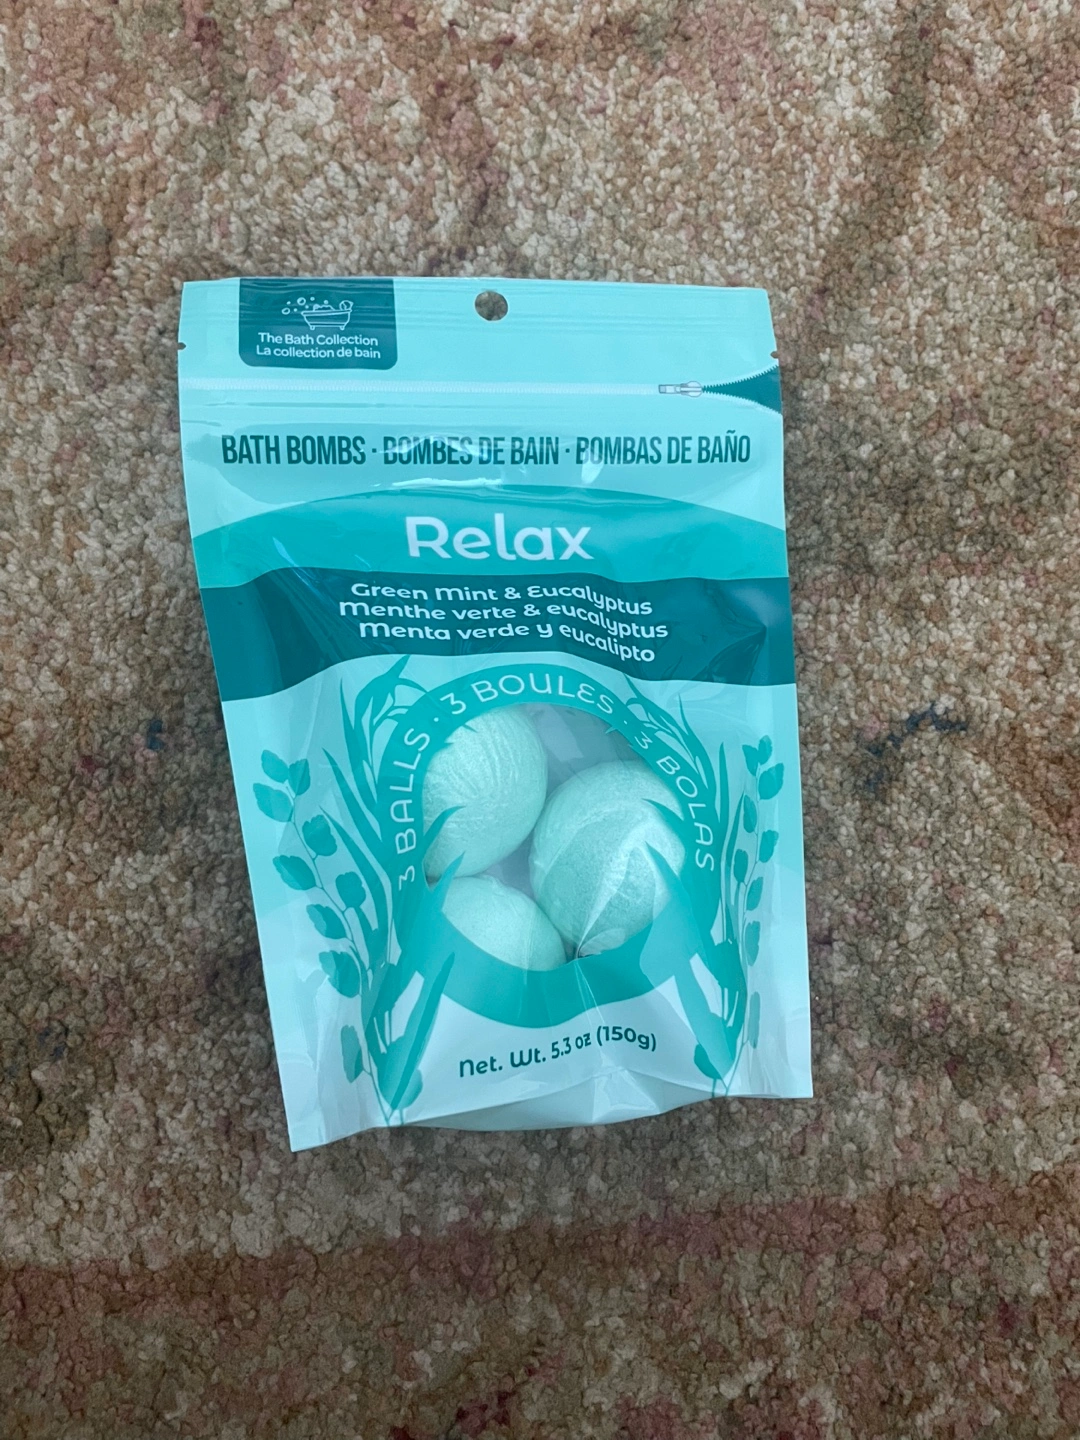 The Bath Collection
La collection de bain
BATH BOMBS · BOMBES DE BAIN · BOMBAS DE BAÑO
Relax
Green Mint & Eucalyptus
Menthe verte & eucalyptus
Menta verde y eucalipto
3 BALLS · 3 BOULES · 3 BOLAS
Net. Wt. 5.3 oz (150g)